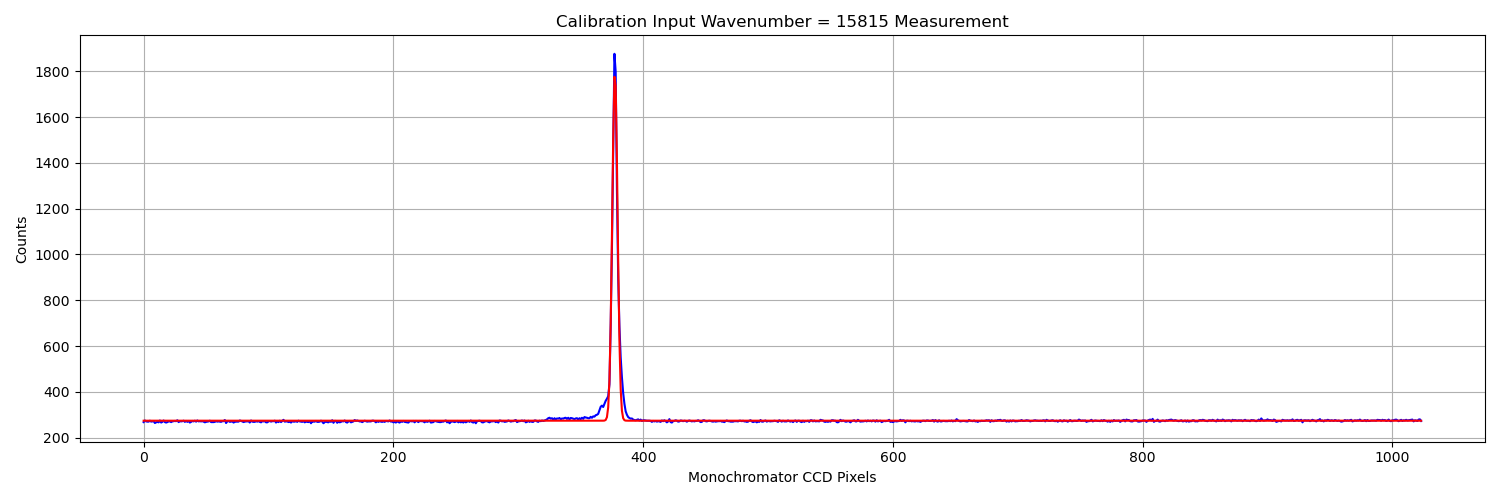 Calibration Input Wavenumber = 15815 Measurement
1800
1600
1400
1200
1000
800
600
400
200
Counts
0 200 400 600 800 1000
Monochromator CCD Pixels